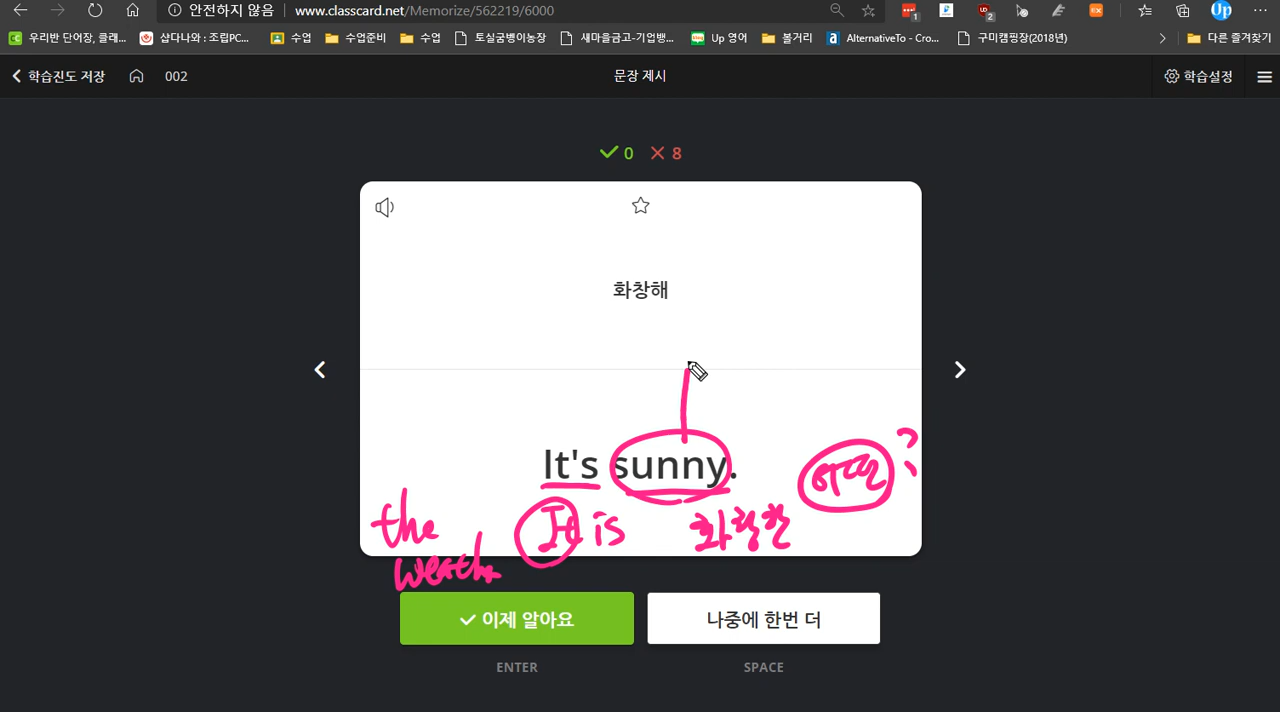 안전하지 않음 www.classcard.net/Memorize/562219/6000 1 2 Up
우리반 단어장, 클래... 샵다나와 : 조립PC... 수업 수업준비 수업 토실굼벵이농장 새마을금고-기업뱅... Up 영어 볼거리 AlternativeTo - Cro... 구미캠핑장(2018년) 다른 즐겨찾기
학습진도 저장 002 문장 제시 학습설정
0 8
화창해
It's sunny.
?
the It is 화창한
✓ 이제 알아요 나중에 한번 더
ENTER SPACE